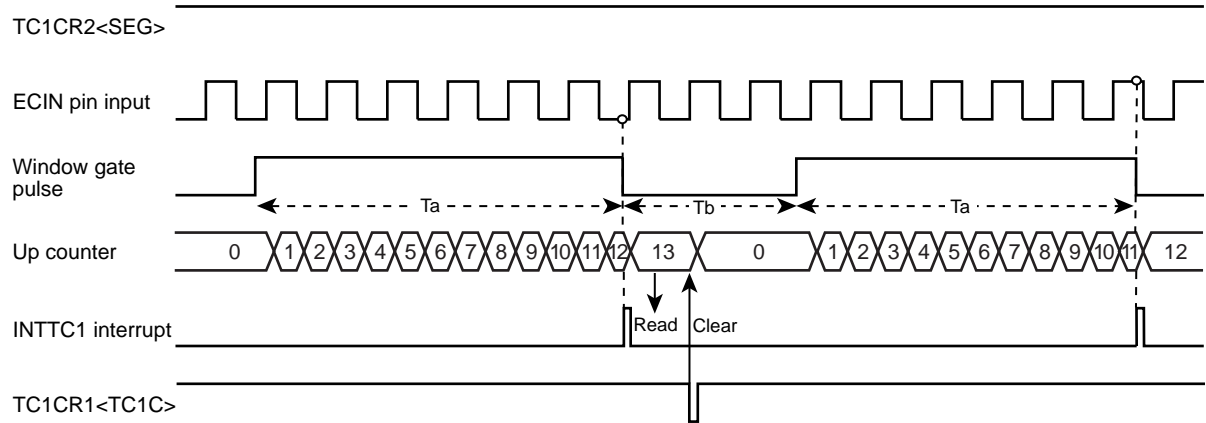 TC1CR2<SEG>
ECIN pin input
Window gate
pulse
Ta Tb Ta
Up counter 0 1 2 3 4 5 6 7 8 9 10 11 12 13 0 1 2 3 4 5 6 7 8 9 10 11 12
INTTC1 interrupt Read Clear
TC1CR1<TC1C>